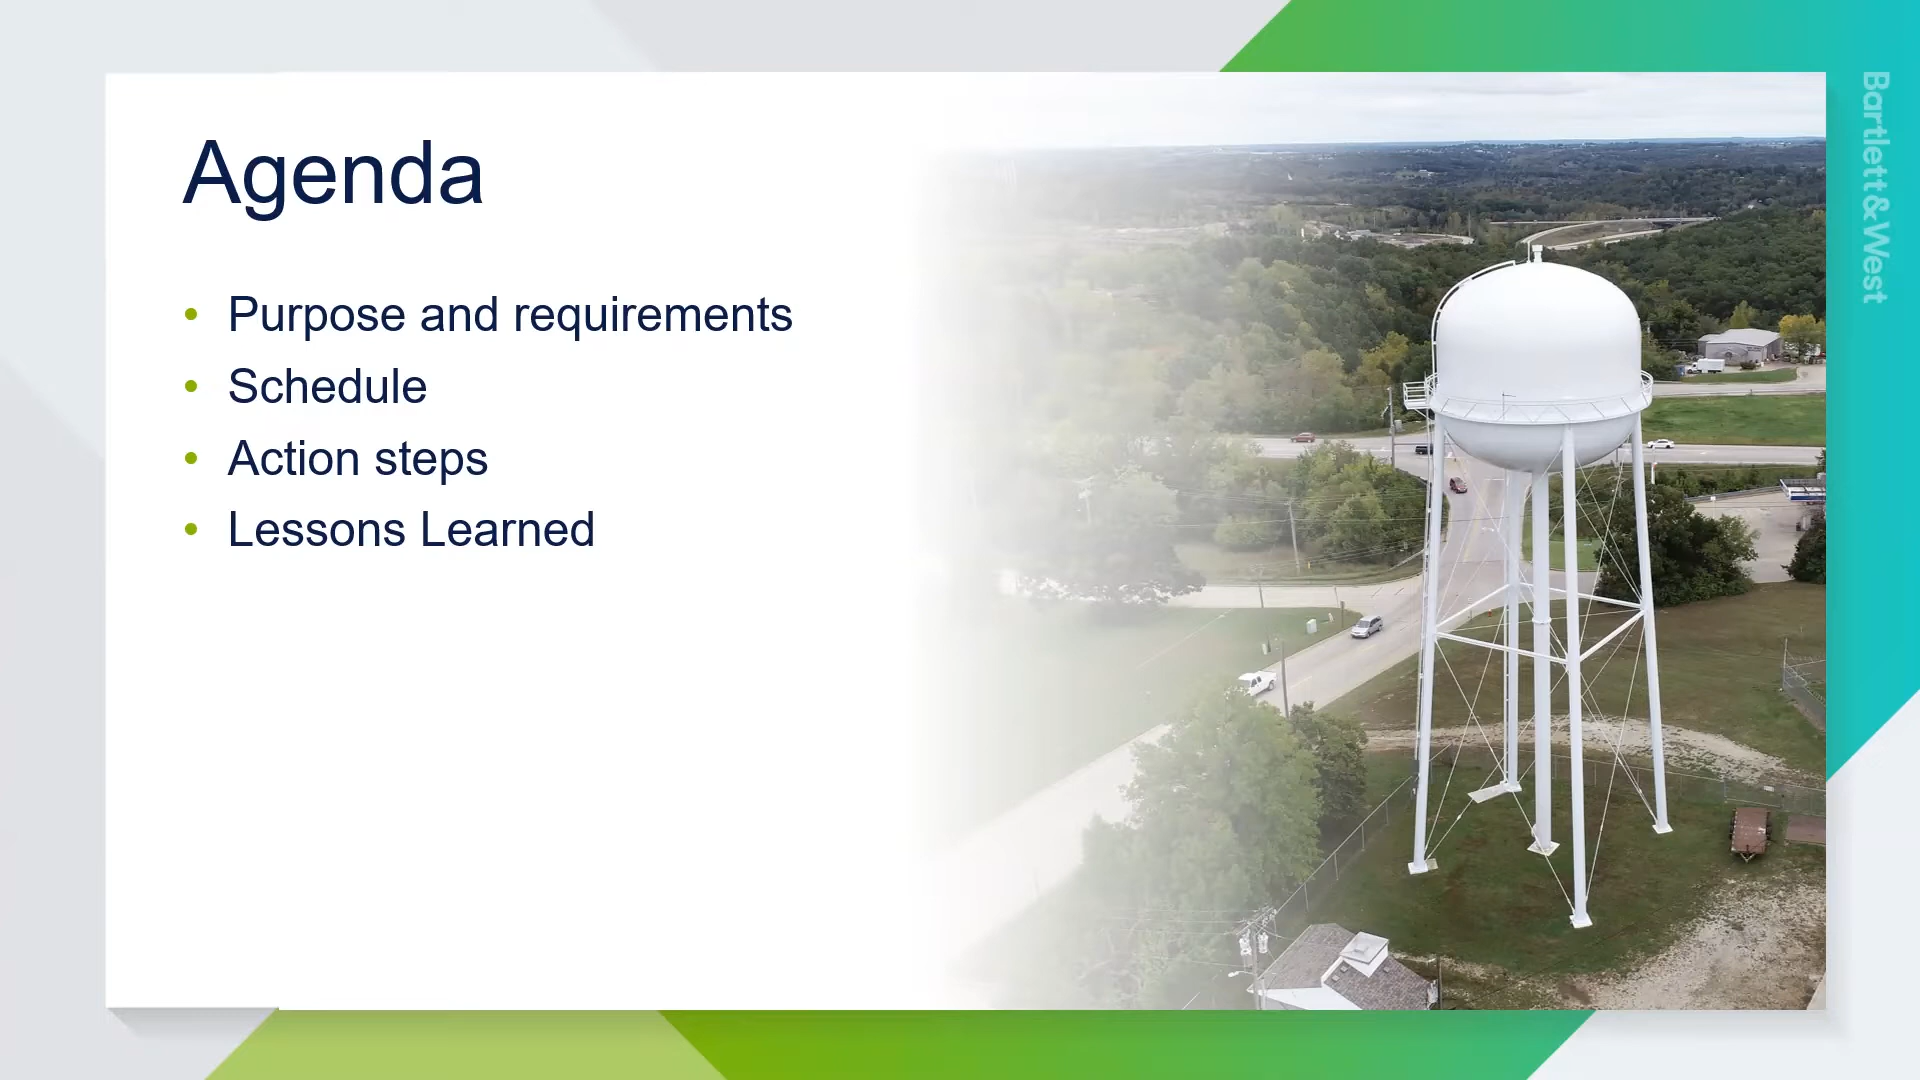 Agenda
• Purpose and requirements
• Schedule
• Action steps
• Lessons Learned
Bartlett&West